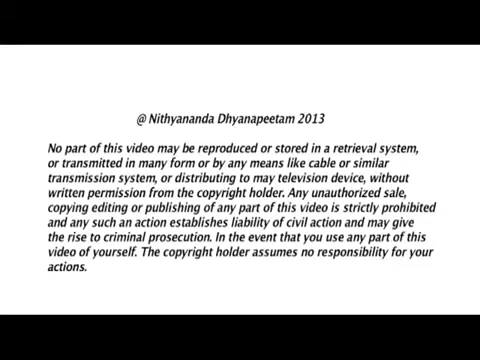 @ Nithyananda Dhyanapeetam 2013
No part of this video may be reproduced or stored in a retrieval system,
or transmitted in many form or by any means like cable or similar
transmission system, or distributing to may television device, without
written permission from the copyright holder. Any unauthorized sale,
copying editing or publishing of any part of this video is strictly prohibited
and any such an action establishes liability of civil action and may give
the rise to criminal prosecution. In the event that you use any part of this
video of yourself. The copyright holder assumes no responsibility for your
actions.